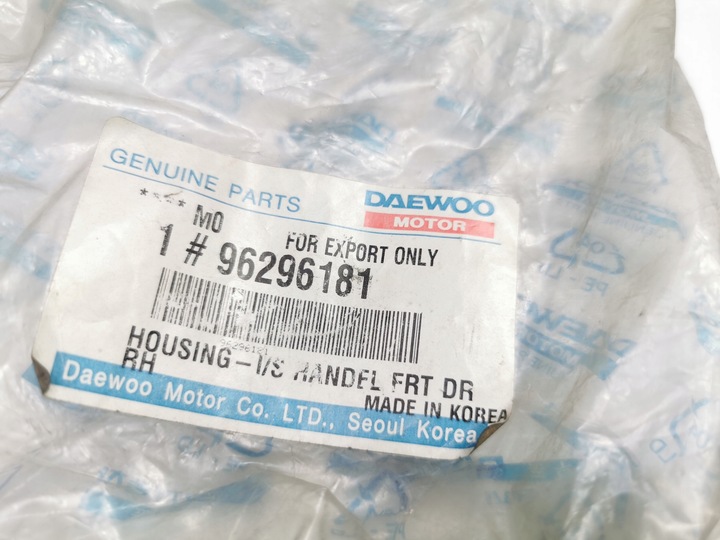 GENUINE PARTS
DAEWOO
MOTOR
**** M0
FOR EXPORT ONLY
1 # 96296181
96296181
HOUSING-I/S HANDEL FRT DR
RH
MADE IN KOREA
Daewoo Motor Co. LTD., Seoul Korea